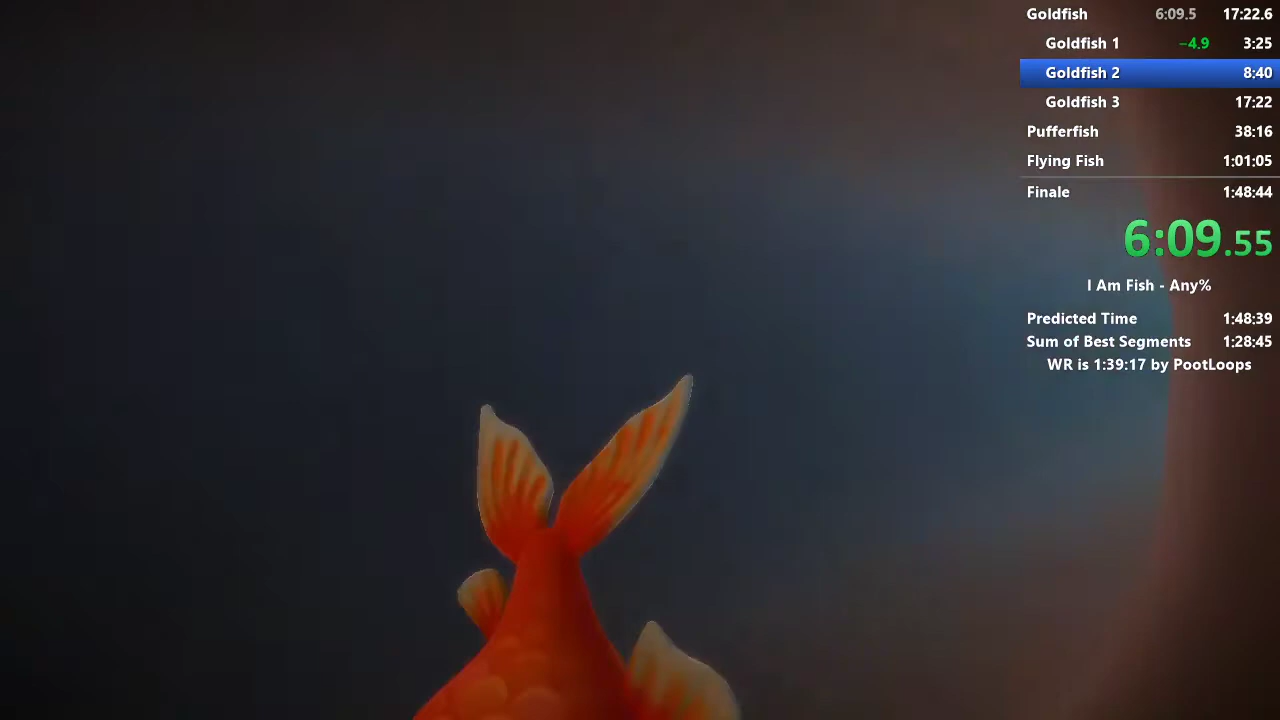 Goldfish 6:09.5 17:22.6
Goldfish 1 −4.9 3:25
Goldfish 2 8:40
Goldfish 3 17:22
Pufferfish 38:16
Flying Fish 1:01:05
Finale 1:48:44
6:09.55
I Am Fish - Any%
Predicted Time 1:48:39
Sum of Best Segments 1:28:45
WR is 1:39:17 by PootLoops